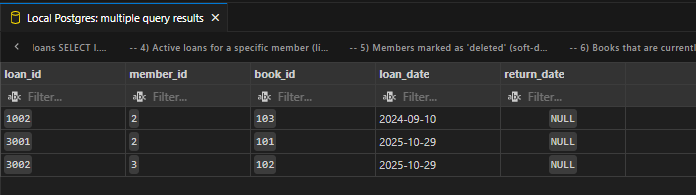 Local Postgres: multiple query results
loans SELECT l.... -- 4) Active loans for a specific member (li... -- 5) Members marked as 'deleted' (soft-d... -- 6) Books that are currentl
loan_id member_id book_id loan_date return_date
Filter... Filter... Filter... Filter... Filter...
1002 2 103 2024-09-10 NULL
3001 2 101 2025-10-29 NULL
3002 3 102 2025-10-29 NULL